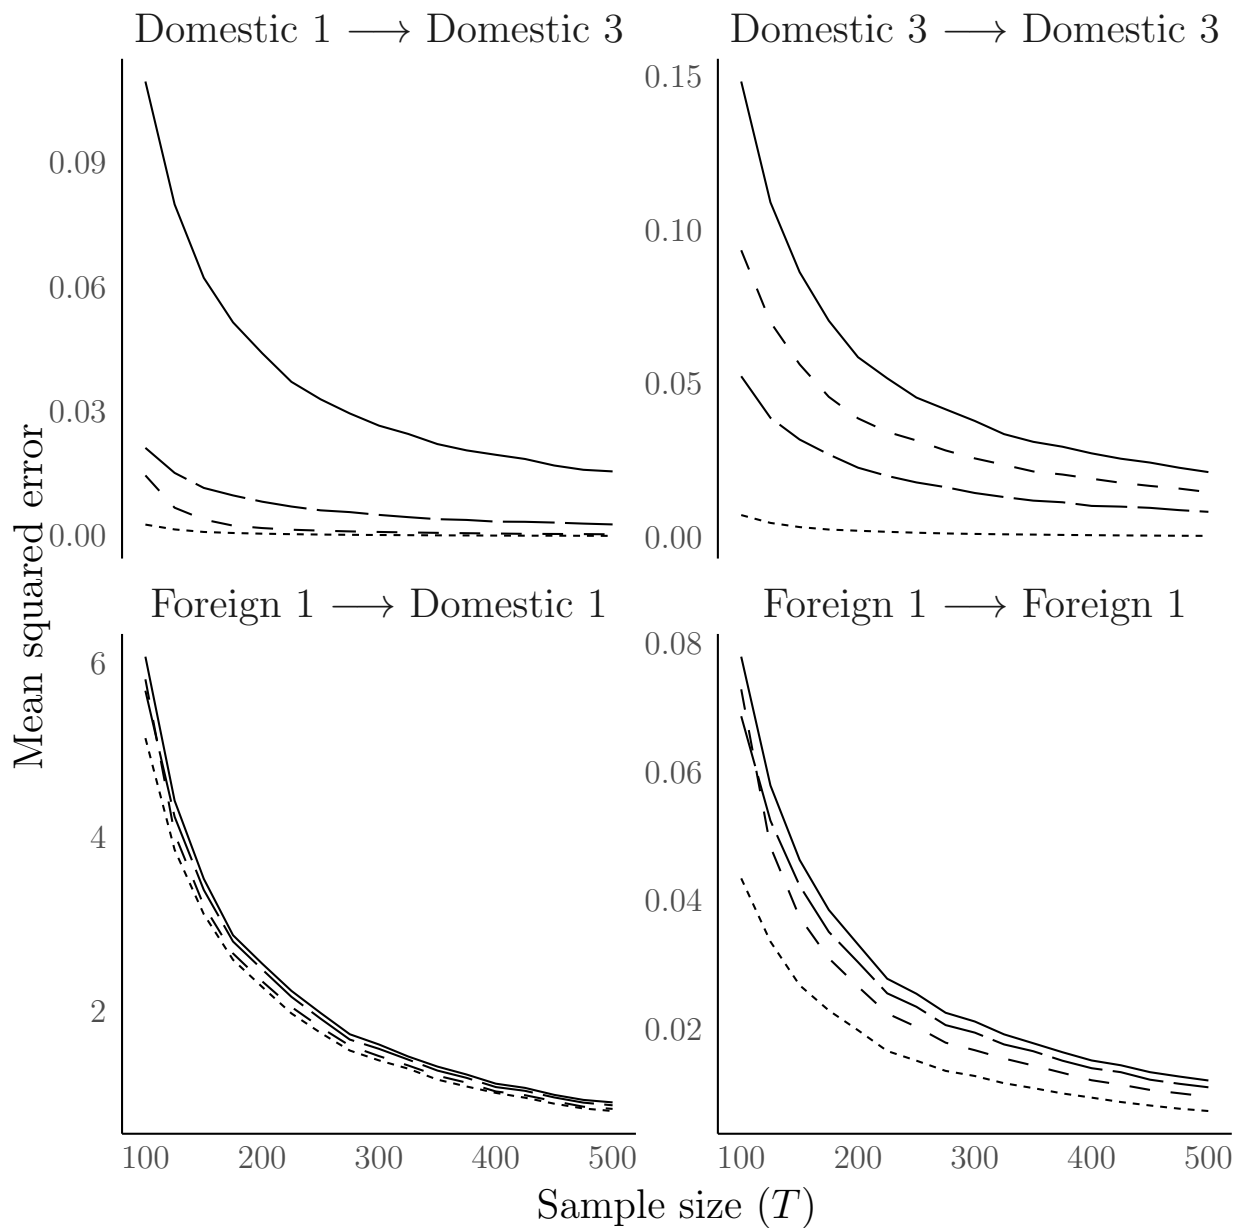 Domestic 1 ⟶ Domestic 3
Domestic 3 ⟶ Domestic 3
0.09
0.06
0.03
0.00
0.15
0.10
0.05
0.00
Mean squared error
Foreign 1 ⟶ Domestic 1
Foreign 1 ⟶ Foreign 1
6
4
2
0.08
0.06
0.04
0.02
100 200 300 400 500
100 200 300 400 500
Sample size (T)